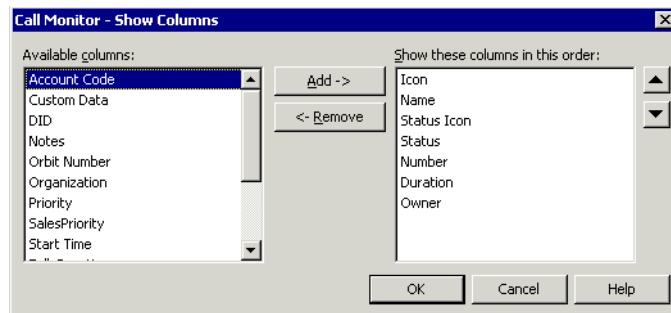 Call Monitor - Show Columns
Available columns:
Account Code
Custom Data
DID
Notes
Orbit Number
Organization
Priority
SalesPriority
Start Time
Add ->
<- Remove
Show these columns in this order:
Icon
Name
Status Icon
Status
Number
Duration
Owner
OK
Cancel
Help